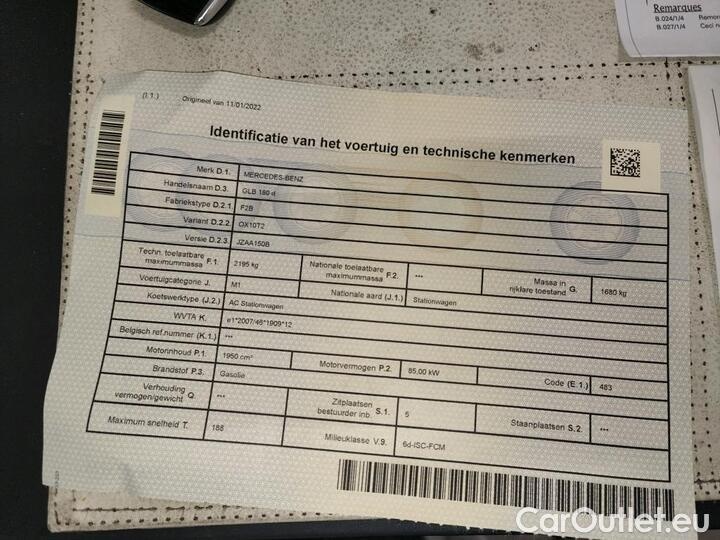 Remarques
B.024/1/4 Remor
B.027/1/4 Ceci n
(I.1.) Origineel van 11/01/2022
Identificatie van het voertuig en technische kenmerken
Merk D.1. MERCEDES-BENZ
Handelsnaam D.3. GLB 180 d
Fabriekstype D.2.1. F2B
Variant D.2.2. OX10T2
Versie D.2.3. JZAA150B
Techn. toelaatbare maximummassa F.1. 2195 kg Nationale toelaatbare maximummassa F.2. *** Massa in rijklare toestand G. 1680 kg
Voertuigcategorie J. M1 Nationale aard (J.1.) Stationwagen
Koetswerktype (J.2.) AC Stationwagen
WVTA K. e1*2007/46*1909*12
Belgisch ref.nummer (K.1.) ***
Motorinhoud P.1. 1950 cm³ Motorvermogen P.2. 85,00 kW Code (E.1.) 483
Brandstof P.3. Gasolie
Verhouding vermogen/gewicht Q. *** Zitplaatsen bestuurder inb. S.1. 5 Staanplaatsen S.2. ***
Maximum snelheid T. 188 Milieuklasse V.9. 6d-ISC-FCM
CarOutlet.eu